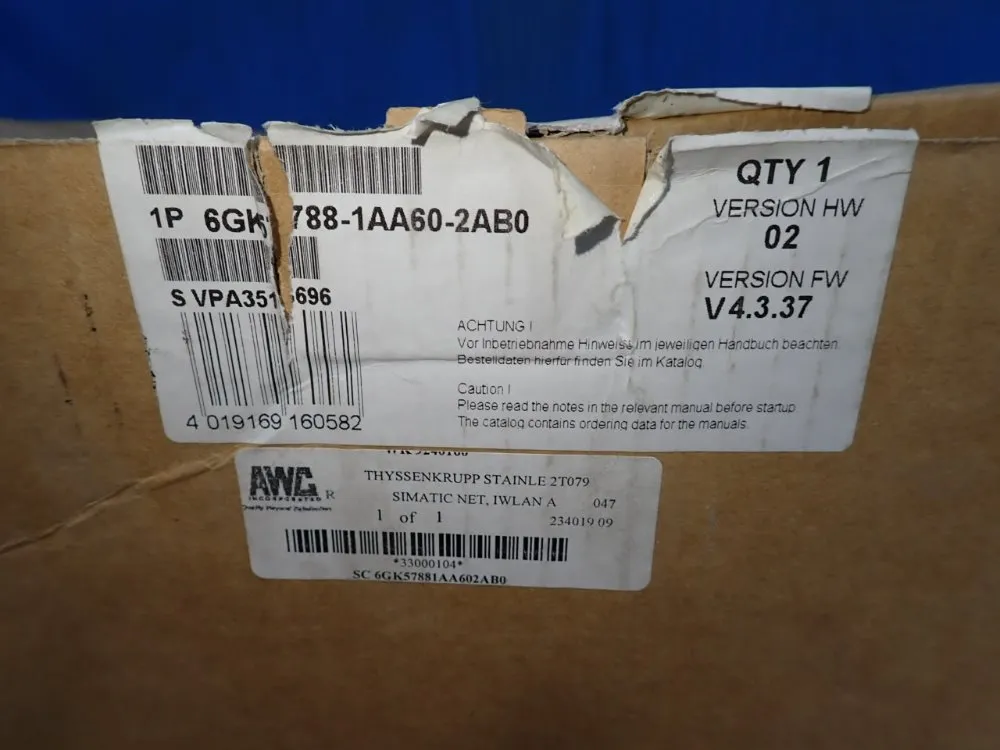 1P 6GK5788-1AA60-2AB0
S VPA351 696
4 019169 160582
QTY 1
VERSION HW
02
VERSION FW
V 4.3.37
ACHTUNG !
Vor Inbetriebnahme Hinweise im jeweiligen Handbuch beachten.
Bestelldaten hierfür finden Sie im Katalog.
Caution !
Please read the notes in the relevant manual before startup.
The catalog contains ordering data for the manuals.
AWC R
INCORPORATED
THYSSENKRUPP STAINLE 2T079
SIMATIC NET, IWLAN A 047
1 of 1 234019 09
*33000104*
SC 6GK57881AA602AB0